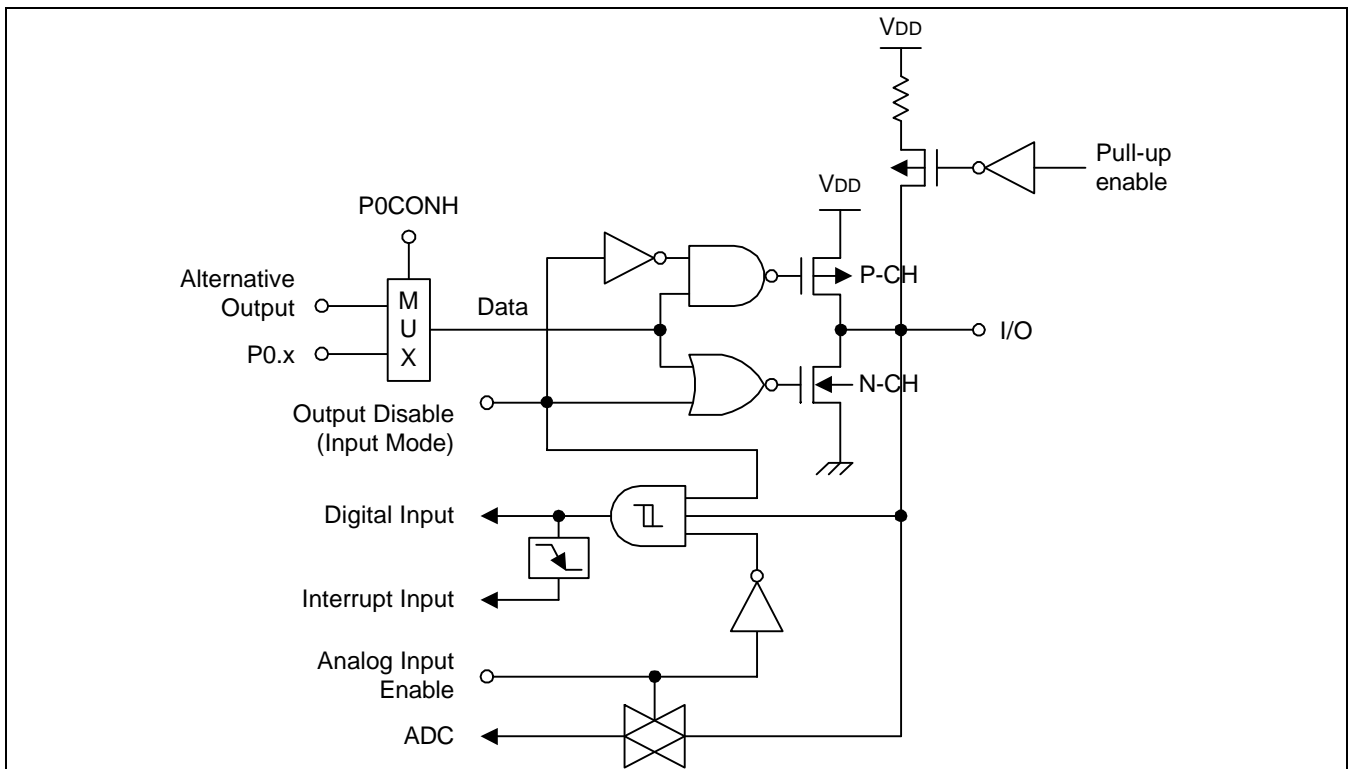 VDD
Pull-up
enable
VDD
P0CONH
Alternative
Output
M
U
X
Data
P-CH
I/O
P0.x
N-CH
Output Disable
(Input Mode)
Digital Input
Interrupt Input
Analog Input
Enable
ADC